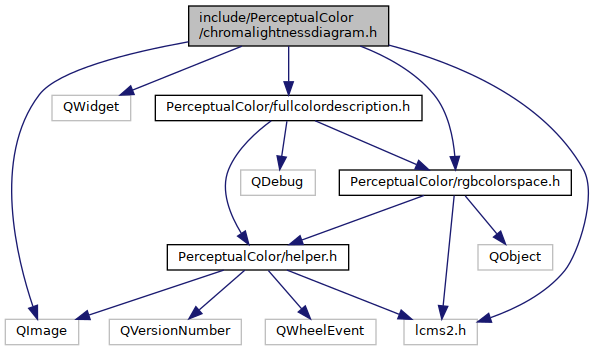 include/PerceptualColor
/chromalightnessdiagram.h
QWidget
PerceptualColor/fullcolordescription.h
QDebug
PerceptualColor/rgbcolorspace.h
PerceptualColor/helper.h
QObject
QImage
QVersionNumber
QWheelEvent
lcms2.h